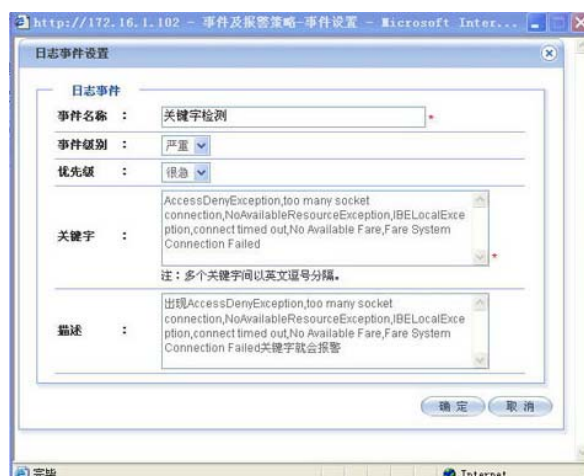 http://172.16.1.102 - 事件及报警策略-事件设置 - Microsoft Inter...
日志事件设置
日志事件
事件名称 : 关键字检测 *
事件级别 : 严重
优先级 : 很急
关键字 :
AccessDenyException,too many socket
connection,NoAvailableResourceException,IBELocalExce
ption,connect timed out,No Available Fare,Fare System
Connection Failed
*
注:多个关键字间以英文逗号分隔。
描述 :
出现AccessDenyException,too many socket
connection,NoAvailableResourceException,IBELocalExce
ption,connect timed out,No Available Fare,Fare System
Connection Failed关键字就会报警
确 定
取 消
完毕
Internet